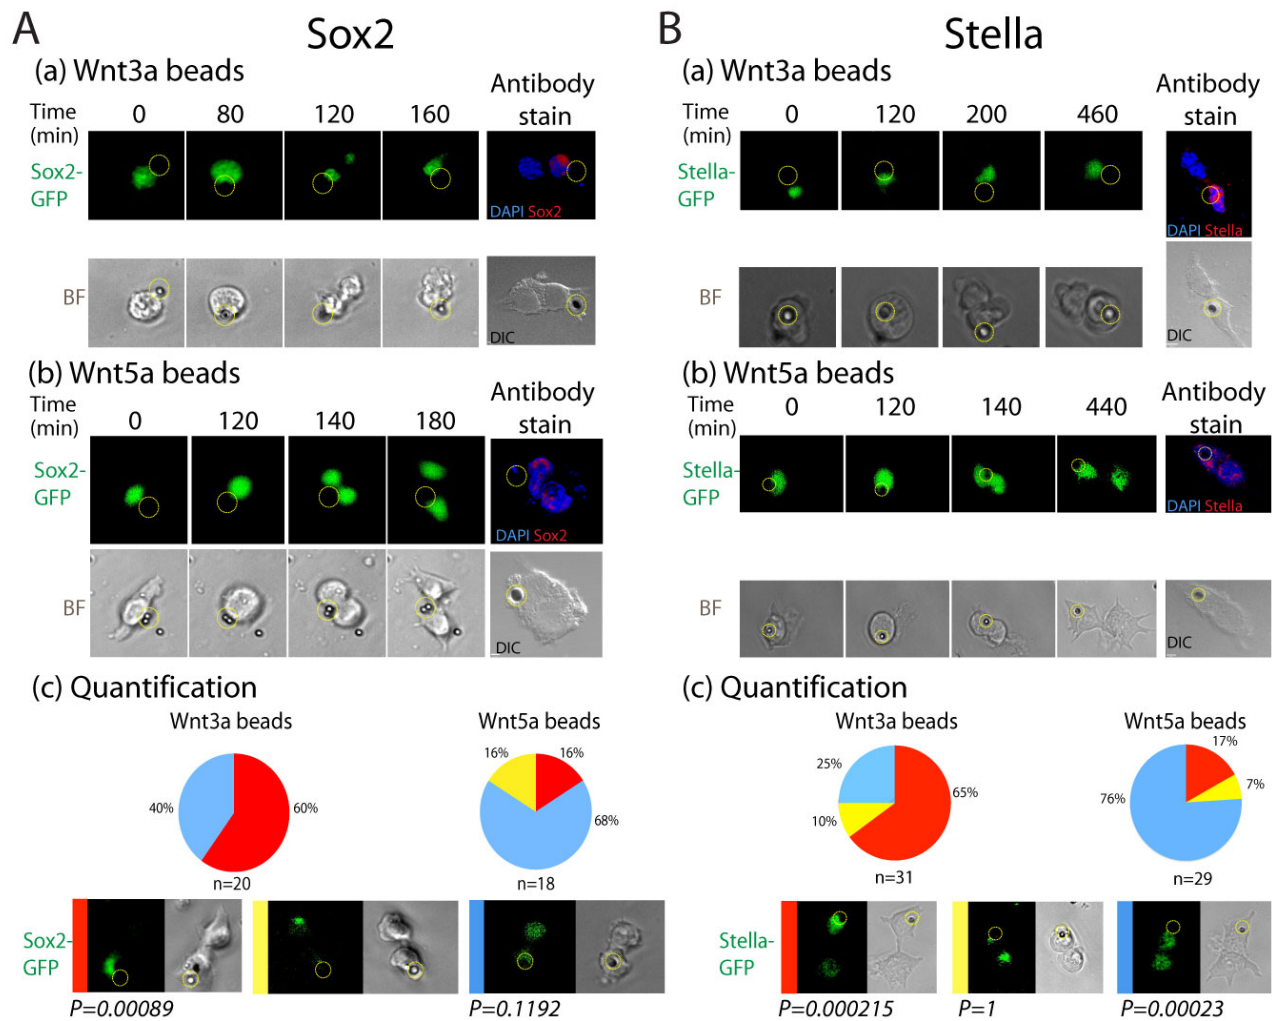 A
Sox2
(a) Wnt3a beads
Time
(min)
0
80
120
160
Antibody
stain
Sox2-
GFP
DAPI Sox2
BF
DIC
(b) Wnt5a beads
Time
(min)
0
120
140
180
Antibody
stain
Sox2-
GFP
DAPI Sox2
BF
DIC
(c) Quantification
Wnt3a beads
40%
60%
n=20
Wnt5a beads
16%
16%
68%
n=18
Sox2-
GFP
P=0.00089
P=0.1192
B
Stella
(a) Wnt3a beads
Time
(min)
0
120
200
460
Antibody
stain
Stella-
GFP
DAPI Stella
BF
DIC
(b) Wnt5a beads
Time
(min)
0
120
140
440
Antibody
stain
Stella-
GFP
DAPI Stella
BF
DIC
(c) Quantification
Wnt3a beads
25%
65%
10%
n=31
Wnt5a beads
17%
7%
76%
n=29
Stella-
GFP
P=0.000215
P=1
P=0.00023